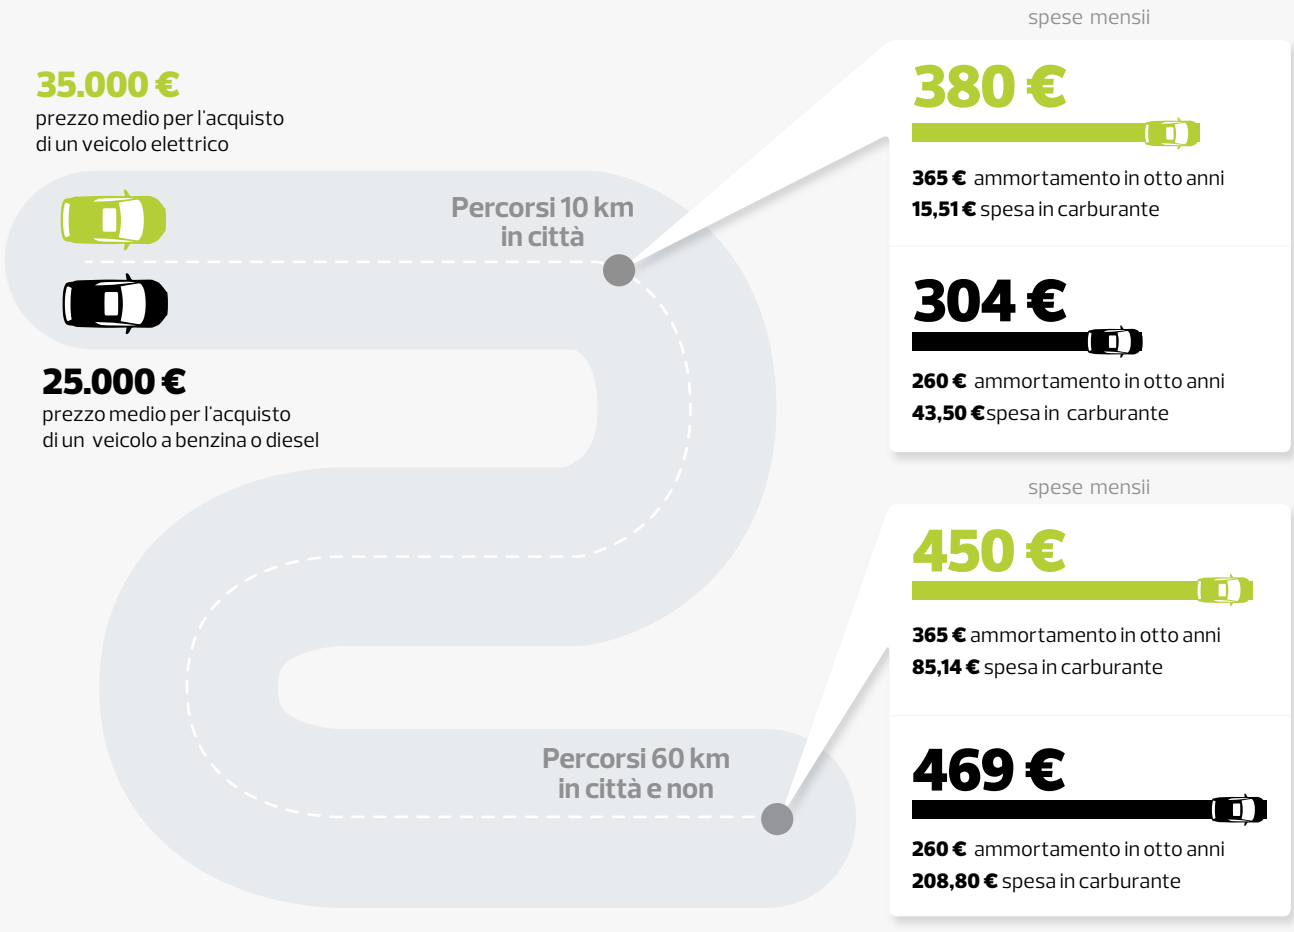 35.000 €
prezzo medio per l'acquisto
di un veicolo elettrico
25.000 €
prezzo medio per l'acquisto
di un veicolo a benzina o diesel
Percorsi 10 km
in città
spese mensii
380 €
365 € ammortamento in otto anni
15,51 € spesa in carburante
304 €
260 € ammortamento in otto anni
43,50 € spesa in carburante
Percorsi 60 km
in città e non
spese mensii
450 €
365 € ammortamento in otto anni
85,14 € spesa in carburante
469 €
260 € ammortamento in otto anni
208,80 € spesa in carburante